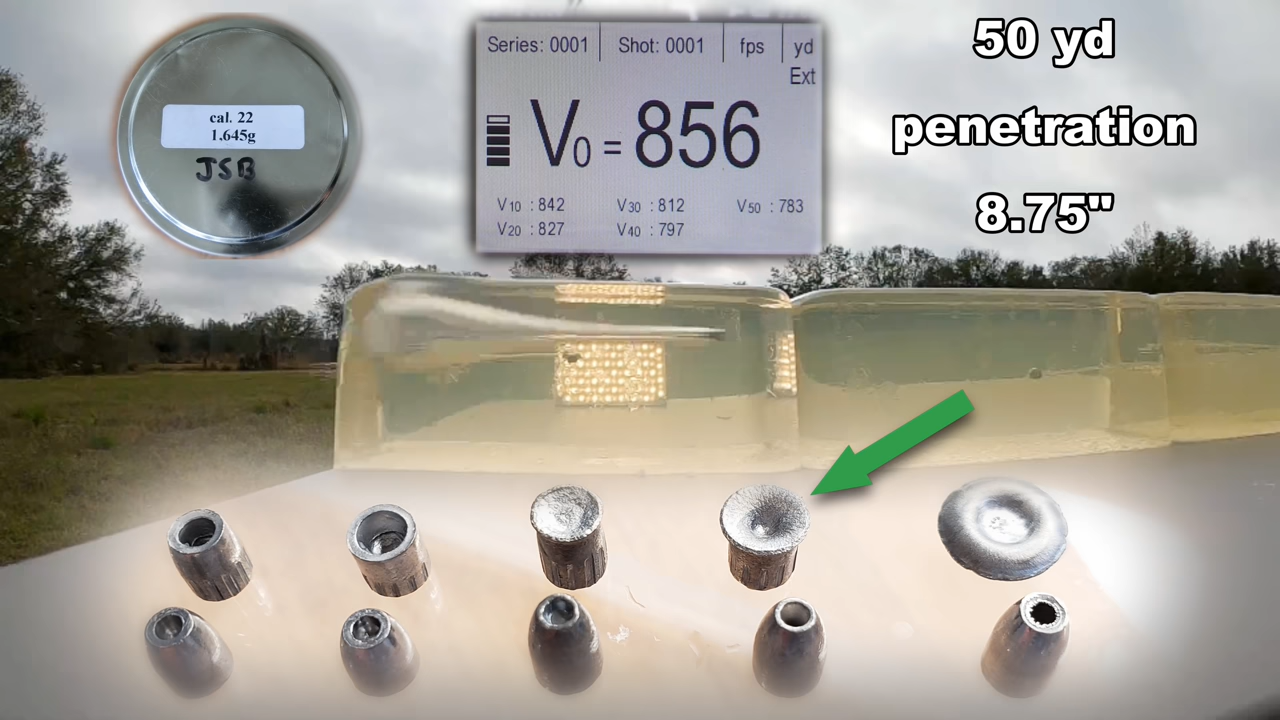 cal. 22
1.645g
JSB
Series: 0001 Shot: 0001 fps yd
Ext
V0 = 856
V10 : 842 V30 : 812 V50 : 783
V20 : 827 V40 : 797
50 yd
penetration
8.75"